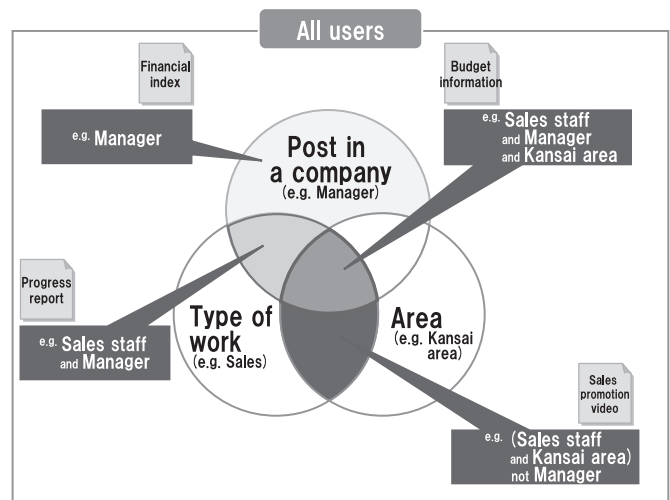 All users
Financial
index
e.g. Manager
Budget
information
e.g. Sales staff
and Manager
and Kansai area
Post in
a company
(e.g. Manager)
Progress
report
e.g. Sales staff
and Manager
Type of
work
(e.g. Sales)
Area
(e.g. Kansai
area)
Sales
promotion
video
e.g. (Sales staff
and Kansai area)
not Manager